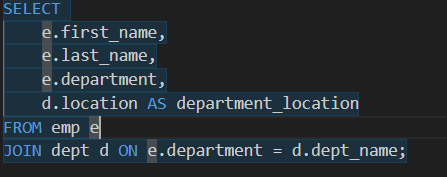 SELECT
    e.first_name,
    e.last_name,
    e.department,
    d.location AS department_location
FROM emp e
JOIN dept d ON e.department = d.dept_name;